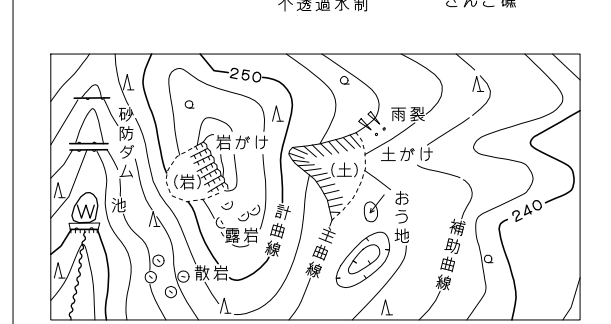 不透過水制
さんご礁
250
雨裂
砂防ダム
岩がけ
土がけ
(岩)
(土)
池
W
おう地
計曲線
主曲線
補助曲線
240
露岩
散岩